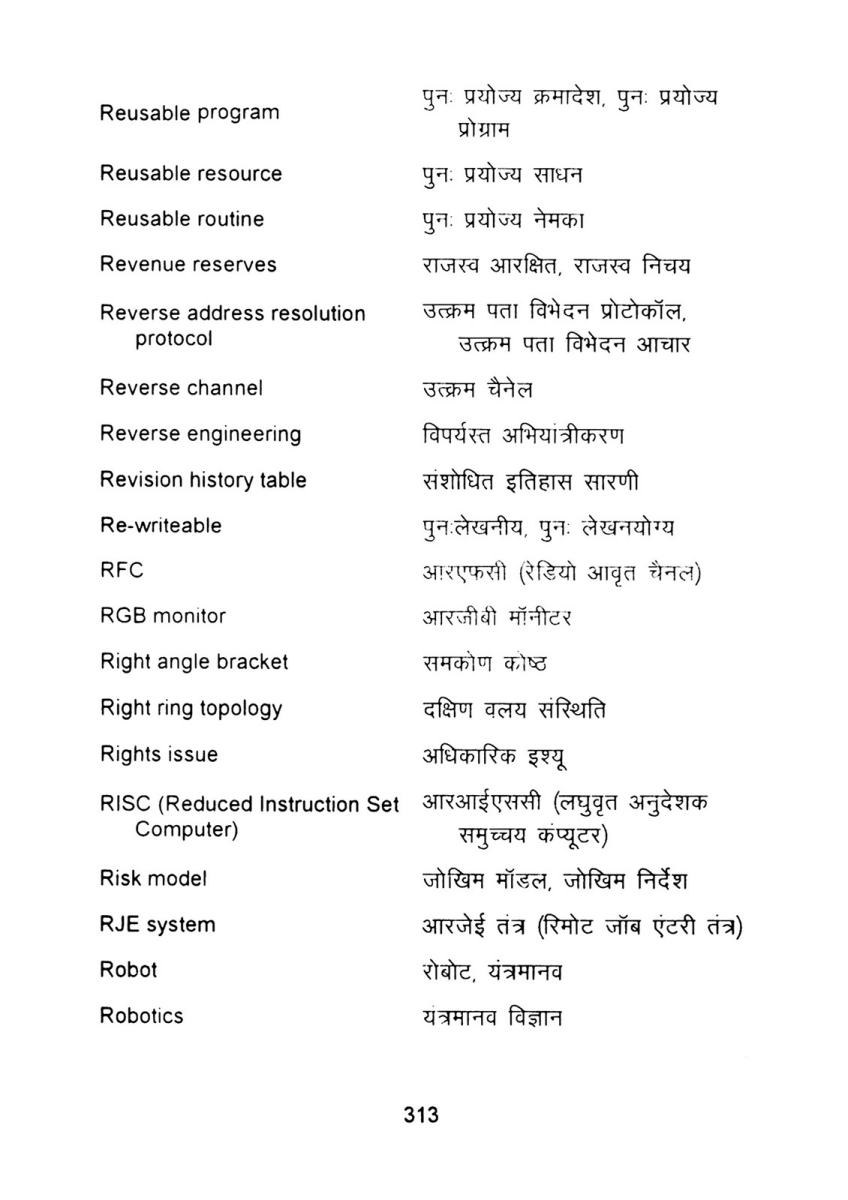 Reusable program पुनः प्रयोज्य क्रमादेश, पुनः प्रयोज्य
प्रोग्राम
Reusable resource पुनः प्रयोज्य साधन
Reusable routine पुनः प्रयोज्य नेमका
Revenue reserves राजस्व आरक्षित, राजस्व निचय
Reverse address resolution उत्क्रम पता विभेदन प्रोटोकॉल,
protocol उत्क्रम पता विभेदन आचार
Reverse channel उत्क्रम चैनेल
Reverse engineering विपर्यस्त अभियांत्रीकरण
Revision history table संशोधित इतिहास सारणी
Re-writeable पुनःलेखनीय, पुनः लेखनयोग्य
RFC आरएफसी (रेडियो आवृत चैनल)
RGB monitor आरजीबी मॉनीटर
Right angle bracket समकोण कोष्ठ
Right ring topology दक्षिण वलय संस्थिति
Rights issue अधिकारिक इश्यू
RISC (Reduced Instruction Set आरआईएससी (लघुवृत अनुदेशक
Computer) समुच्चय कंप्यूटर)
Risk model जोखिम मॉडल, जोखिम निर्देश
RJE system आरजेई तंत्र (रिमोट जॉब एंटरी तंत्र)
Robot रोबोट, यंत्रमानव
Robotics यंत्रमानव विज्ञान
313